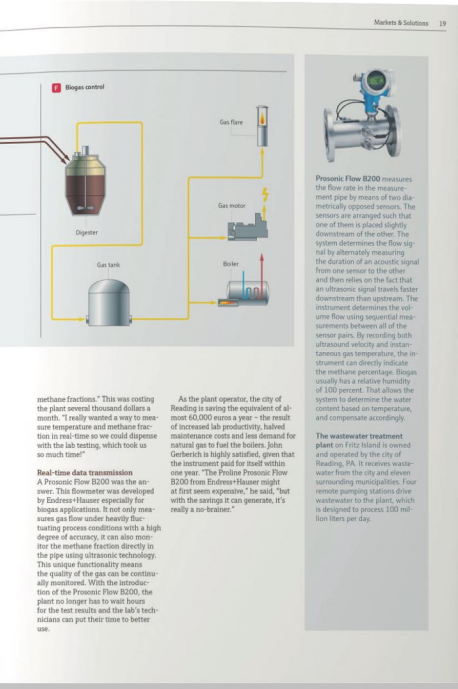 Markets & Solutions 19
F Biogas control
Gas flare
Gas motor
Digester
Gas tank
Boiler
methane fractions." This was costing
the plant several thousand dollars a
month. "I really wanted a way to mea-
sure temperature and methane frac-
tion in real-time so we could dispense
with the lab testing, which took us
so much time!"
Real-time data transmission
A Prosonic Flow B200 was the an-
swer. This flowmeter was developed
by Endress+Hauser especially for
biogas applications. It not only mea-
sures gas flow under heavily fluc-
tuating process conditions with a high
degree of accuracy, it can also mon-
itor the methane fraction directly in
the pipe using ultrasonic technology.
This unique functionality means
the quality of the gas can be continu-
ally monitored. With the introduc-
tion of the Prosonic Flow B200, the
plant no longer has to wait hours
for the test results and the lab's tech-
nicians can put their time to better
use.
As the plant operator, the city of
Reading is saving the equivalent of al-
most 60,000 euros a year – the result
of increased lab productivity, halved
maintenance costs and less demand for
natural gas to fuel the boilers. John
Gerberich is highly satisfied, given that
the instrument paid for itself within
one year. "The Proline Prosonic Flow
B200 from Endress+Hauser might
at first seem expensive," he said, "but
with the savings it can generate, it's
really a no-brainer."
Prosonic Flow B200 measures
the flow rate in the measure-
ment pipe by means of two dia-
metrically opposed sensors. The
sensors are arranged such that
one of them is placed slightly
downstream of the other. The
system determines the flow sig-
nal by alternately measuring
the duration of an acoustic signal
from one sensor to the other
and then relies on the fact that
an ultrasonic signal travels faster
downstream than upstream. The
instrument determines the vol-
ume flow using sequential mea-
surements between all of the
sensor pairs. By recording both
ultrasound velocity and instan-
taneous gas temperature, the in-
strument can directly indicate
the methane percentage. Biogas
usually has a relative humidity
of 100 percent. That allows the
system to determine the water
content based on temperature,
and compensate accordingly.
The wastewater treatment
plant on Fritz Island is owned
and operated by the city of
Reading, PA. It receives waste-
water from the city and eleven
surrounding municipalities. Four
remote pumping stations drive
wastewater to the plant, which
is designed to process 100 mil-
lion liters per day.